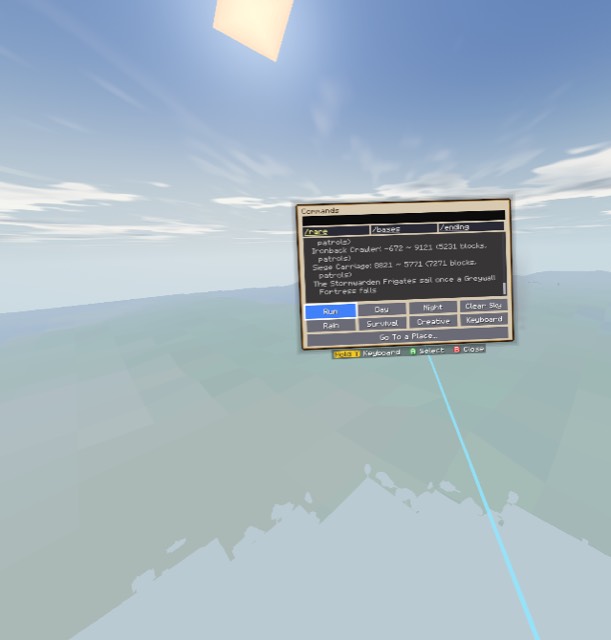 Commands
/race /bases /ending
patrols)
Ironback Crawler: -672 ~ 9121 (5231 blocks,
patrols)
Siege Carriage: 8821 ~ 5771 (7271 blocks,
patrols)
The Stormwarden Frigates sail once a Greywall
Fortress falls
Run Day Night Clear Sky
Rain Survival Creative Keyboard
Go To a Place...
Hold Y Keyboard A Select B Close